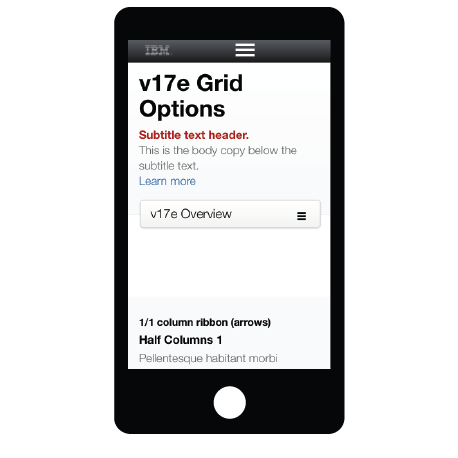 IBM.
v17e Grid
Options
Subtitle text header.
This is the body copy below the
subtitle text.
Learn more
v17e Overview
1/1 column ribbon (arrows)
Half Columns 1
Pellentesque habitant morbi